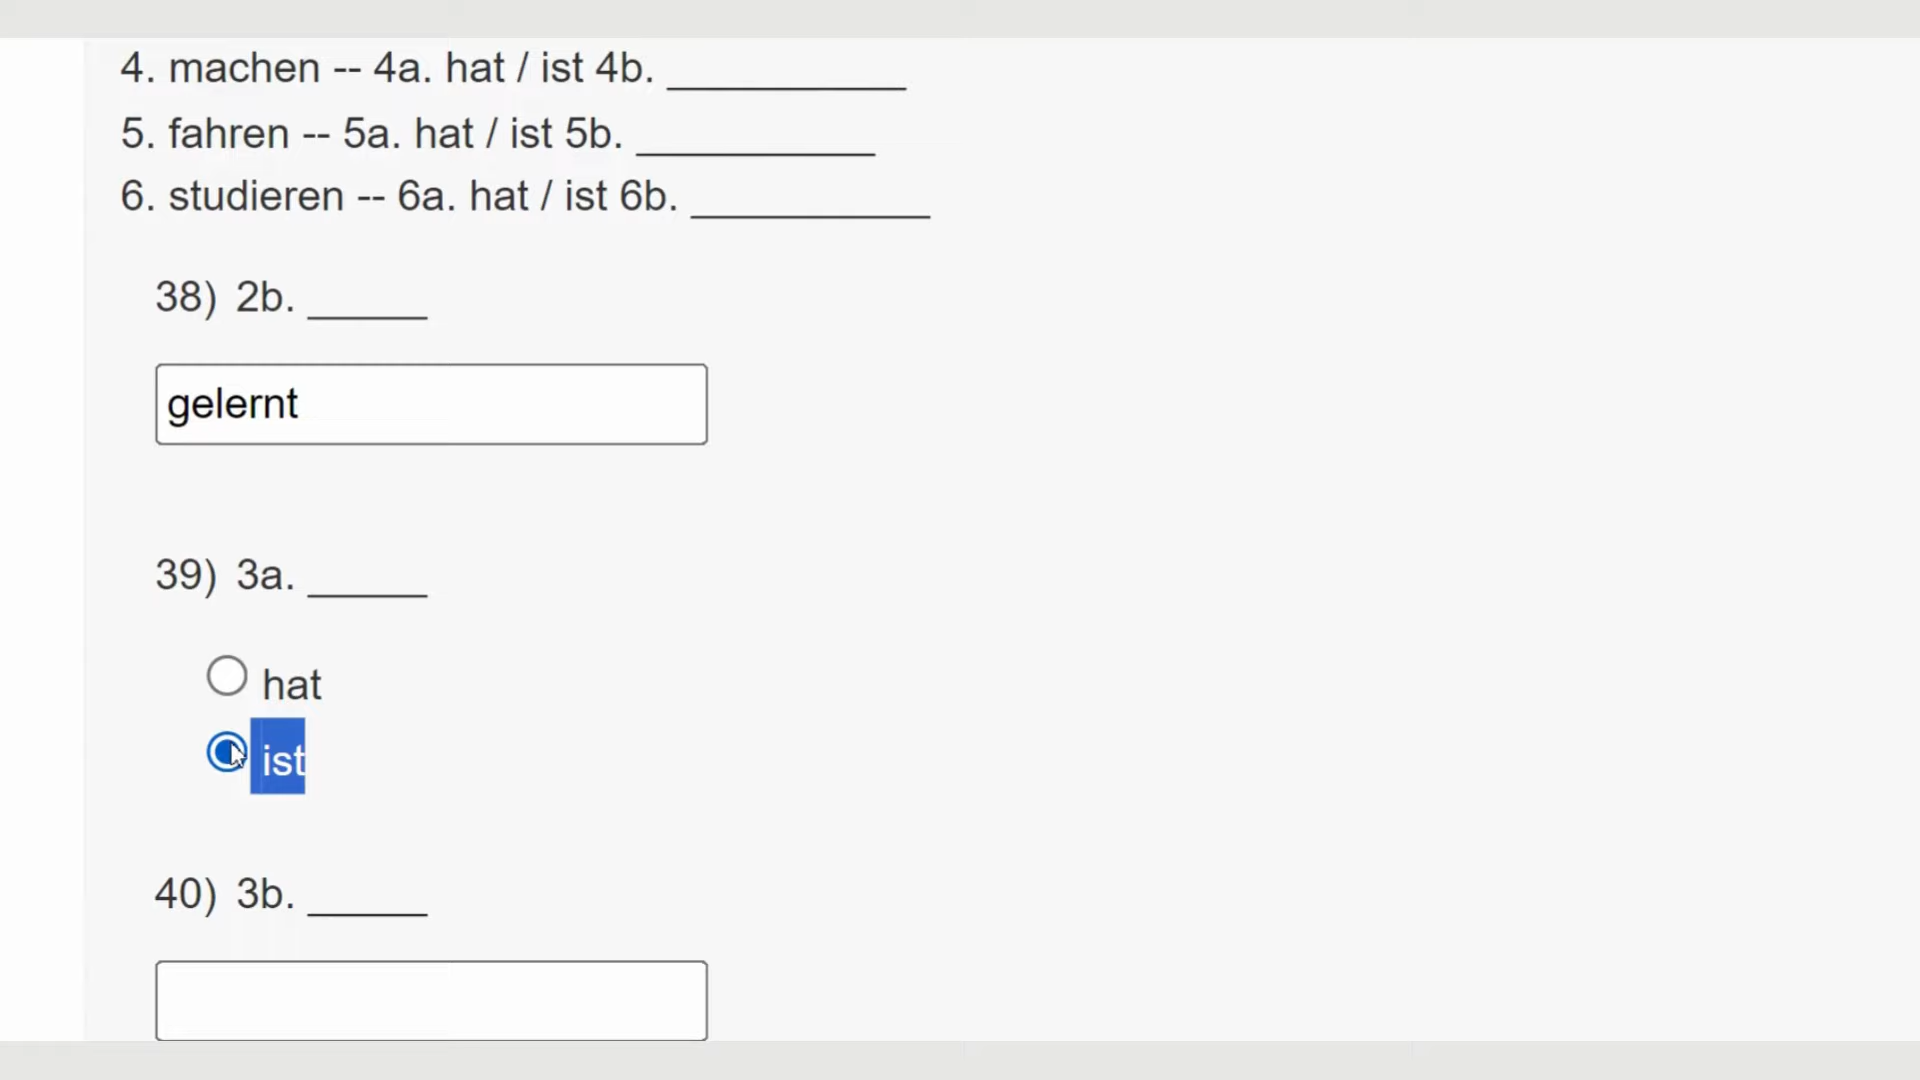 4. machen -- 4a. hat / ist 4b. __________
5. fahren -- 5a. hat / ist 5b. __________
6. studieren -- 6a. hat / ist 6b. __________
38) 2b. _____
gelernt
39) 3a. _____
hat
ist
40) 3b. _____